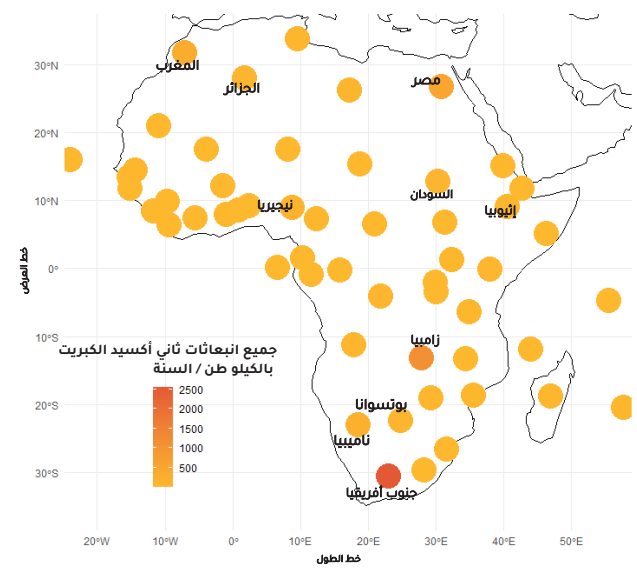 30°N
20°N
10°N
0°
10°S
20°S
30°S
خط العرض
المغرب
الجزائر
مصر
السودان
نيجيريا
إثيوبيا
زامبيا
بوتسوانا
ناميبيا
جنوب أفريقيا
جميع انبعاثات ثاني أكسيد الكبريت
بالكيلو طن / السنة
2500
2000
1500
1000
500
20°W
10°W
0°
10°E
20°E
30°E
40°E
50°E
خط الطول